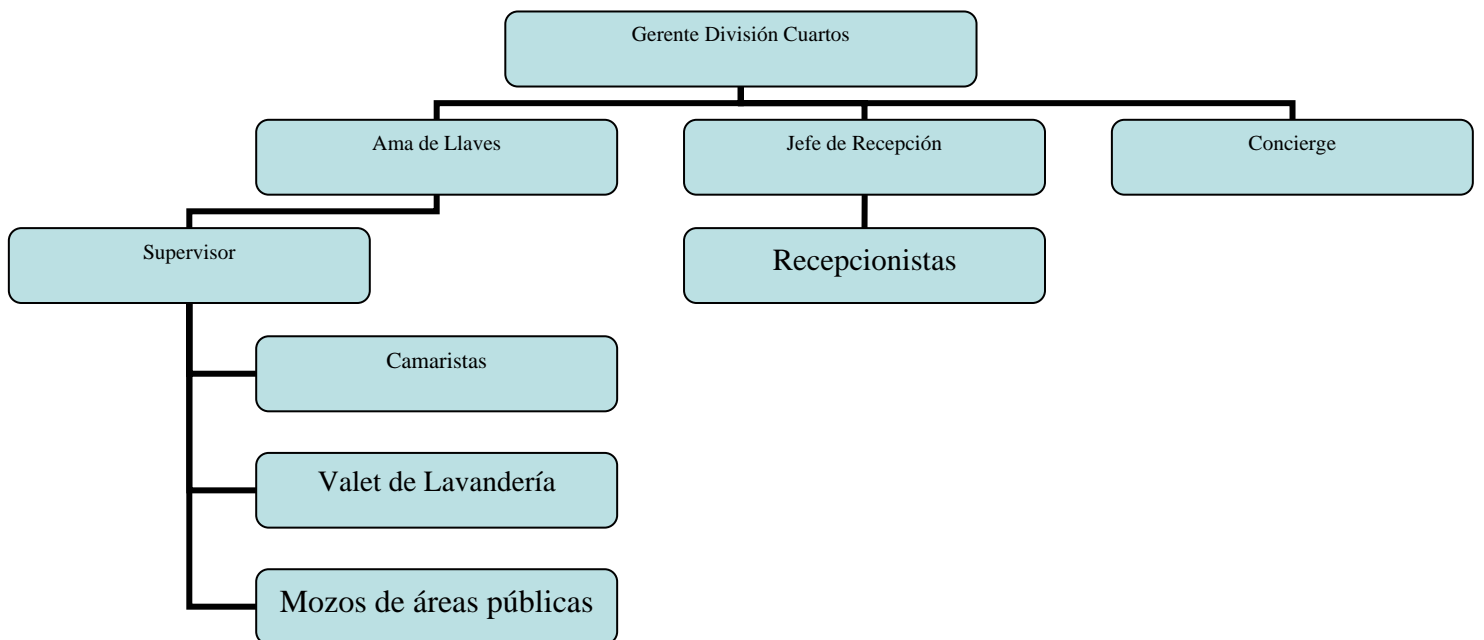 Gerente División Cuartos
Ama de Llaves
Jefe de Recepción
Concierge
Supervisor
Recepcionistas
Camaristas
Valet de Lavandería
Mozos de áreas públicas